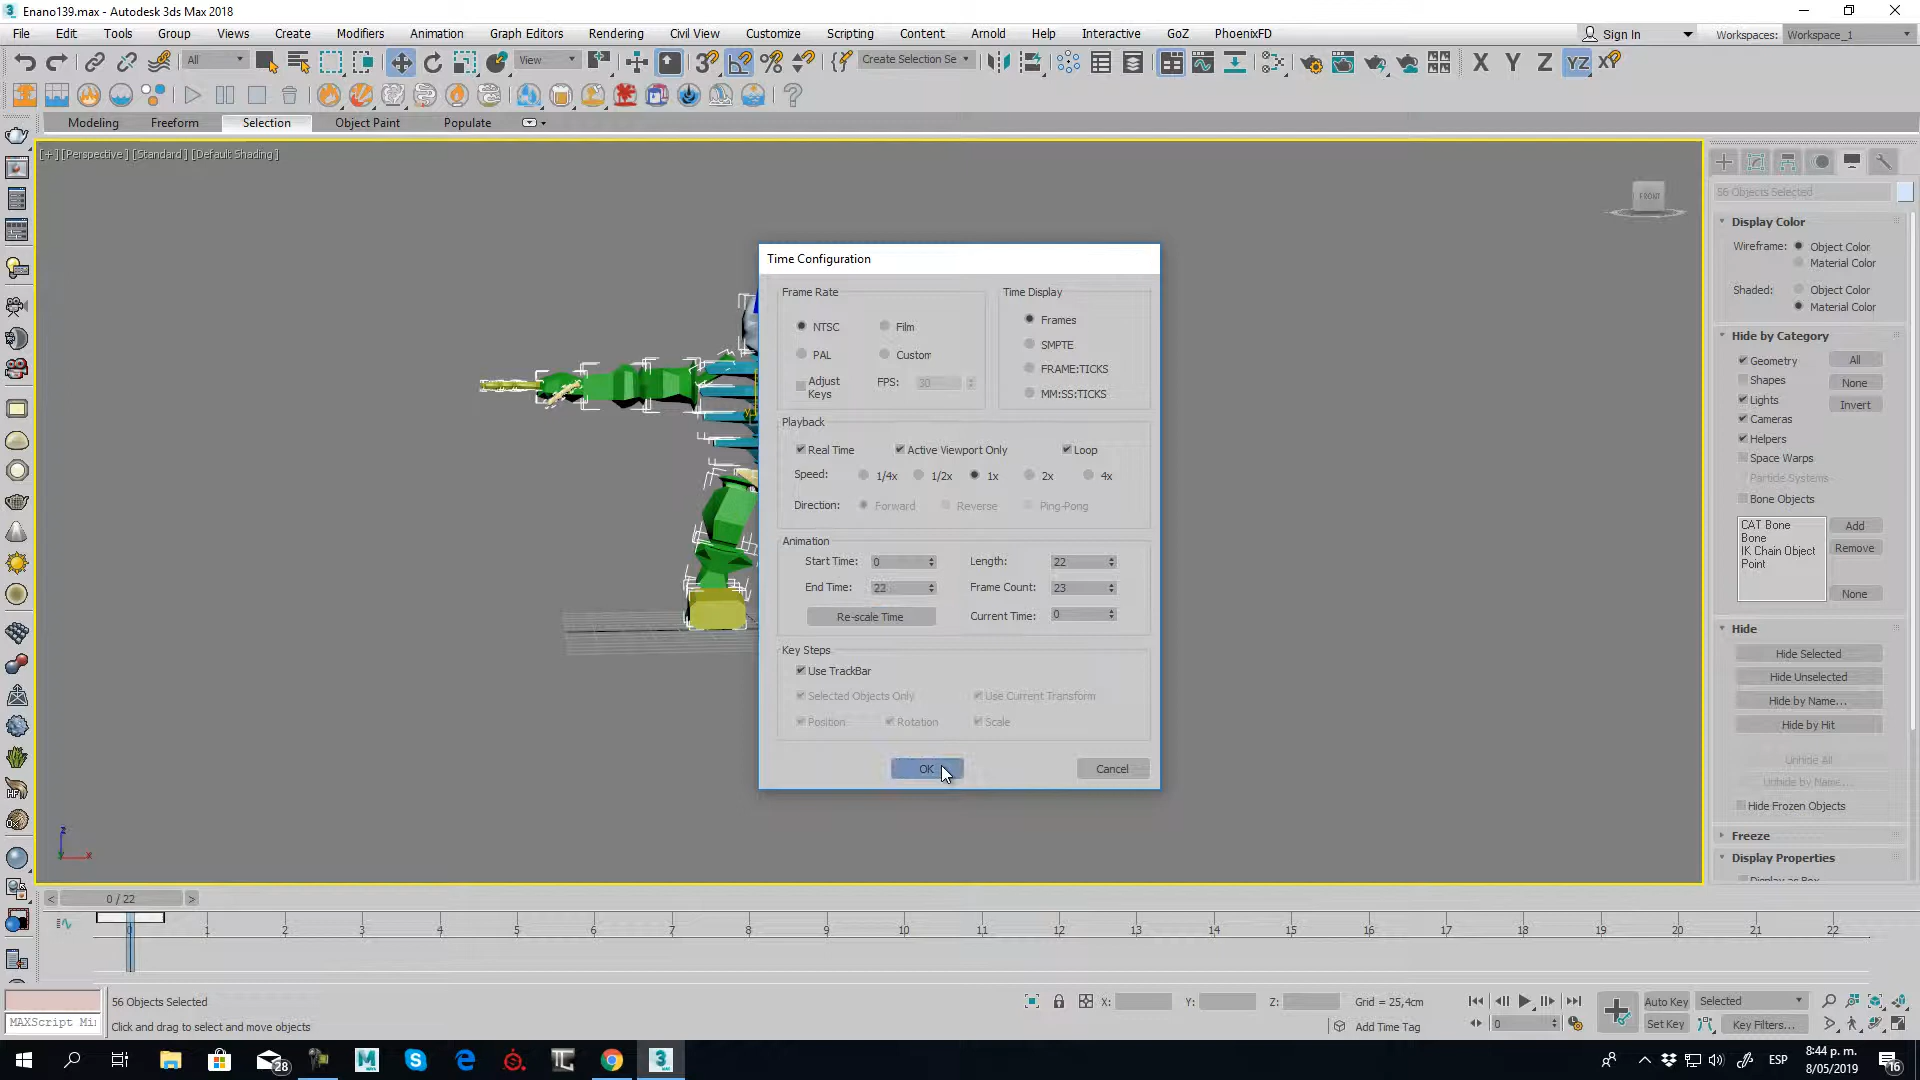 Enano139.max - Autodesk 3ds Max 2018
File Edit Tools Group Views Create Modifiers Animation Graph Editors Rendering Civil View Customize Scripting Content Arnold Help Interactive GoZ PhoenixFD Sign In Workspaces: Workspace_1
All View Create Selection Se X Y Z YZ XY
Modeling Freeform Selection Object Paint Populate
[+] [Perspective] [Standard] [Default Shading]
FRONT
56 Objects Selected
Display Color
Wireframe: Object Color
Material Color
Shaded: Object Color
Material Color
Hide by Category
Geometry All
Shapes None
Lights Invert
Cameras
Helpers
Space Warps
Particle Systems
Bone Objects
CAT Bone Add
Bone
IK Chain Object Remove
Point
None
Hide
Hide Selected
Hide Unselected
Hide by Name...
Hide by Hit
Unhide All
Unhide by Name...
Hide Frozen Objects
Freeze
Display Properties
Display as Box
Time Configuration
Frame Rate Time Display
NTSC Film Frames
PAL Custom SMPTE
Adjust Keys FPS: 30 FRAME:TICKS
MM:SS:TICKS
Playback
Real Time Active Viewport Only Loop
Speed: 1/4x 1/2x 1x 2x 4x
Direction: Forward Reverse Ping-Pong
Animation
Start Time: 0 Length: 22
End Time: 22 Frame Count: 23
Re-scale Time Current Time: 0
Key Steps
Use TrackBar
Selected Objects Only Use Current Transform
Position Rotation Scale
OK Cancel
z
y x
< 0 / 22 >
0 1 2 3 4 5 6 7 8 9 10 11 12 13 14 15 16 17 18 19 20 21 22
56 Objects Selected X: Y: Z: Grid = 25,4cm Auto Key Selected
MAXScript Mi Click and drag to select and move objects Add Time Tag 0 Set Key Key Filters...
28 ESP 8:44 p. m.
8/05/2019 16